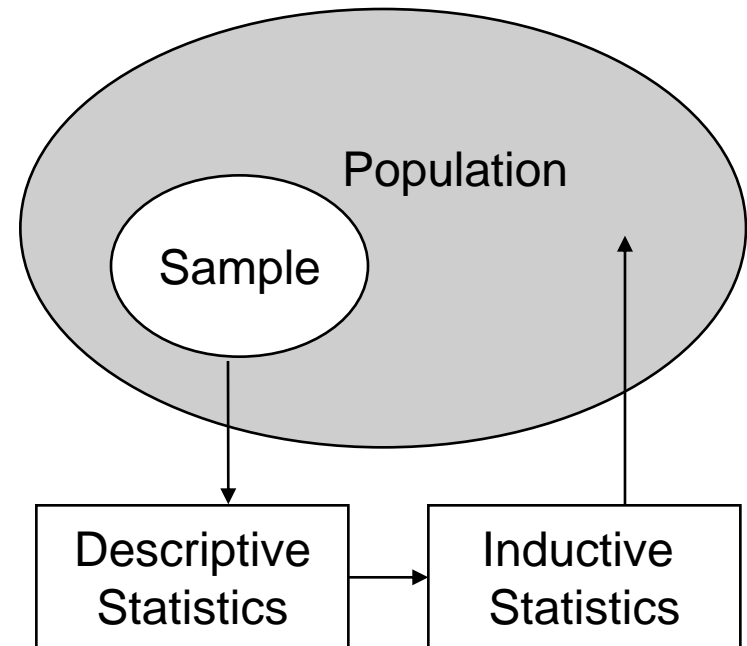 Population
Sample
Descriptive
Statistics
Inductive
Statistics